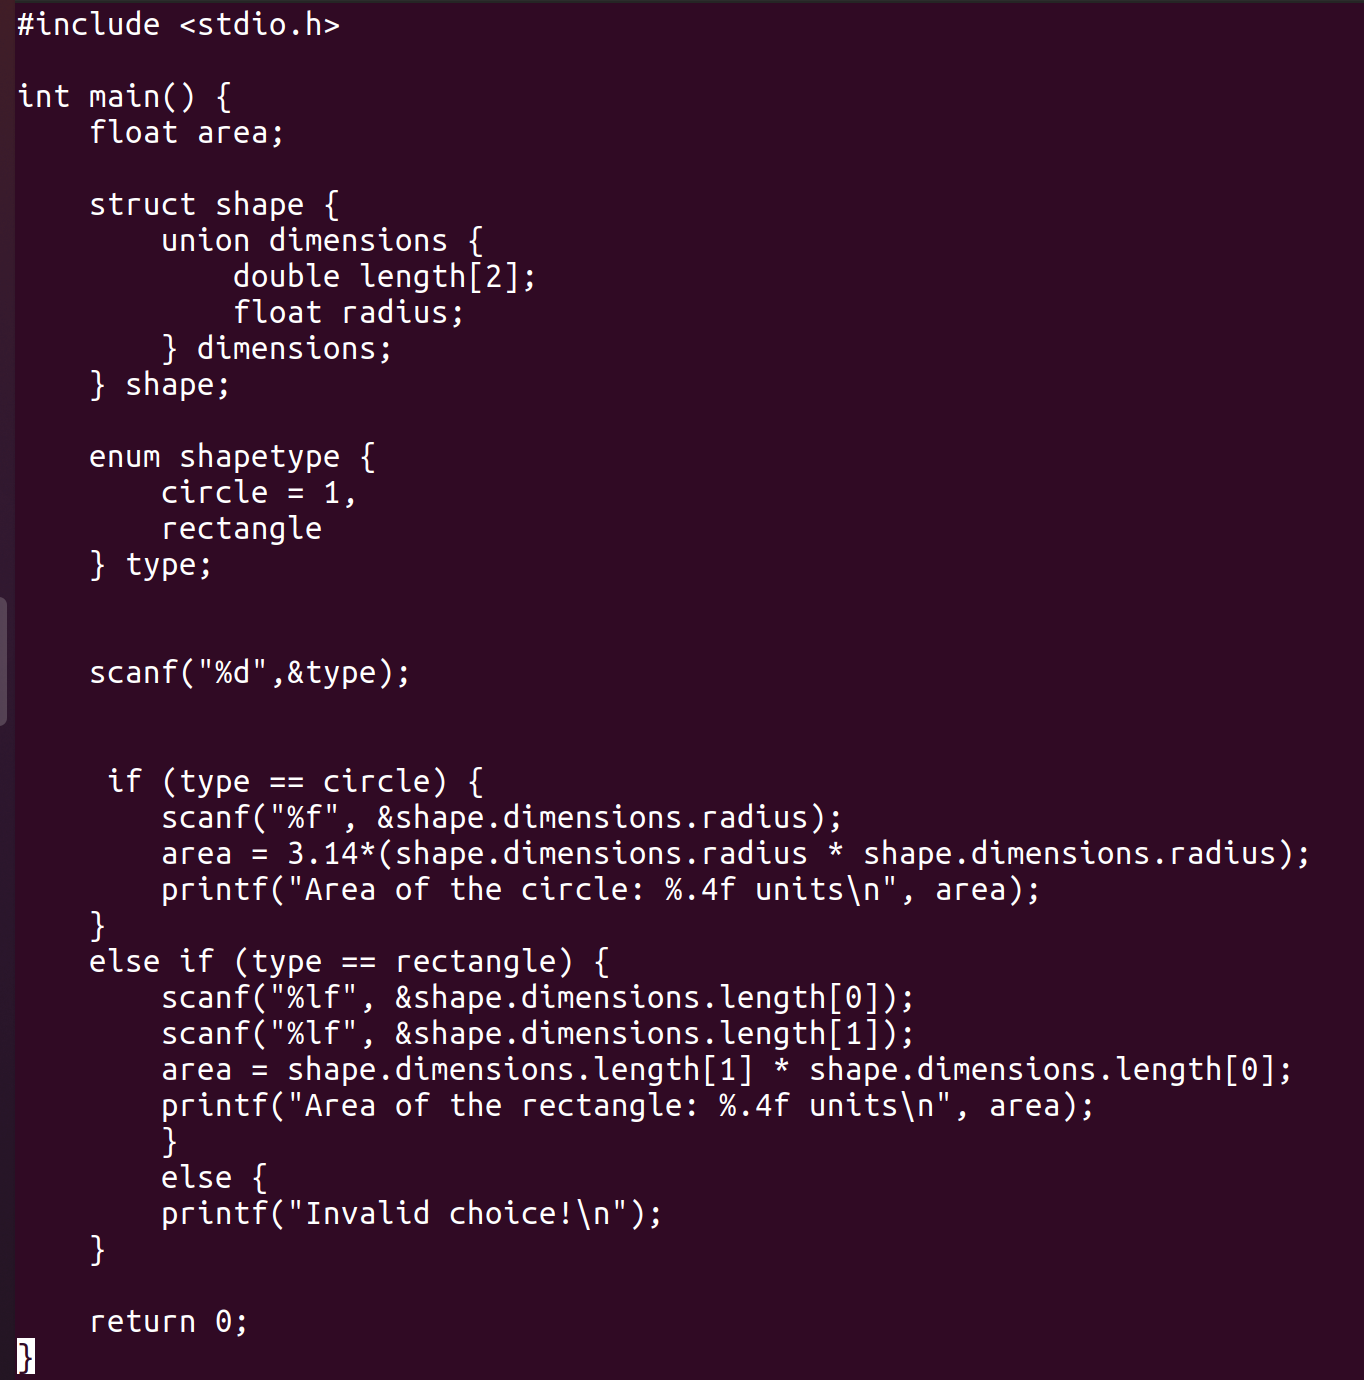 #include <stdio.h>

int main() {
    float area;

    struct shape {
        union dimensions {
            double length[2];
            float radius;
        } dimensions;
    } shape;

    enum shapetype {
        circle = 1,
        rectangle
    } type;


    scanf("%d",&type);


     if (type == circle) {
        scanf("%f", &shape.dimensions.radius);
        area = 3.14*(shape.dimensions.radius * shape.dimensions.radius);
        printf("Area of the circle: %.4f units\n", area);
    }
    else if (type == rectangle) {
        scanf("%lf", &shape.dimensions.length[0]);
        scanf("%lf", &shape.dimensions.length[1]);
        area = shape.dimensions.length[1] * shape.dimensions.length[0];
        printf("Area of the rectangle: %.4f units\n", area);
        }
        else {
        printf("Invalid choice!\n");
    }

    return 0;
}